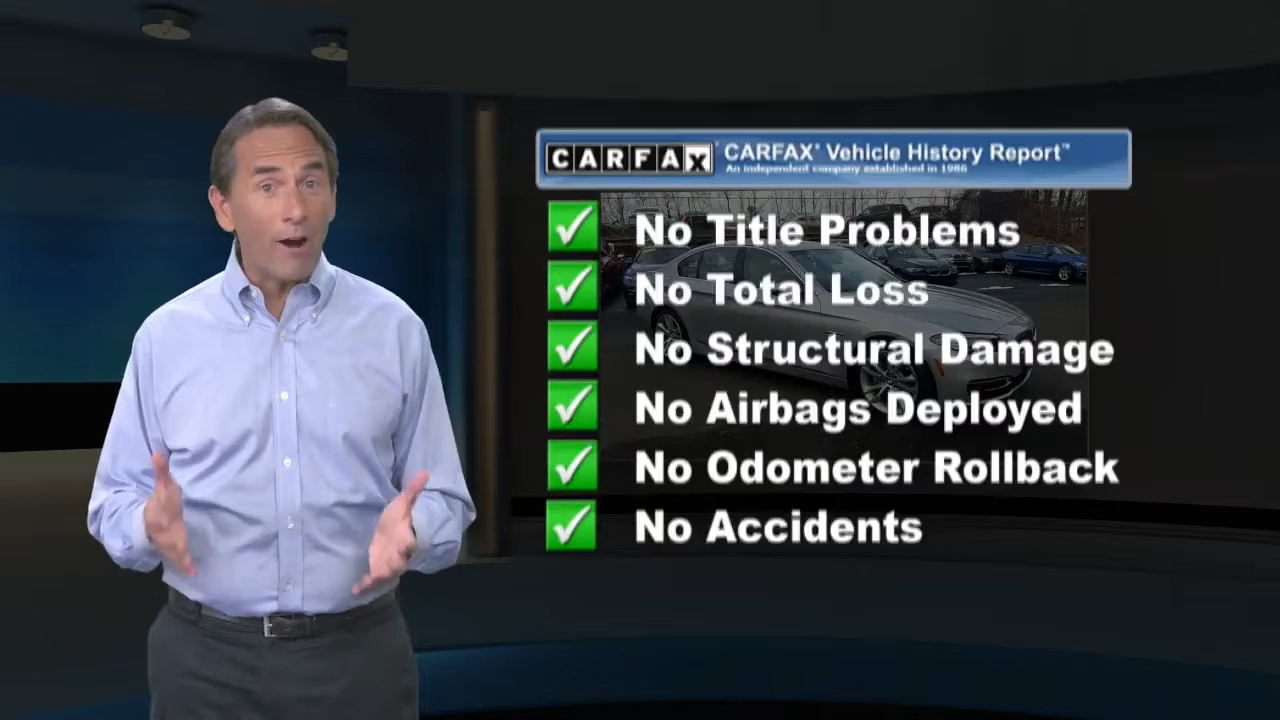 CARFAX CARFAX® Vehicle History Report™
An independent company established in 1986
No Title Problems
No Total Loss
No Structural Damage
No Airbags Deployed
No Odometer Rollback
No Accidents